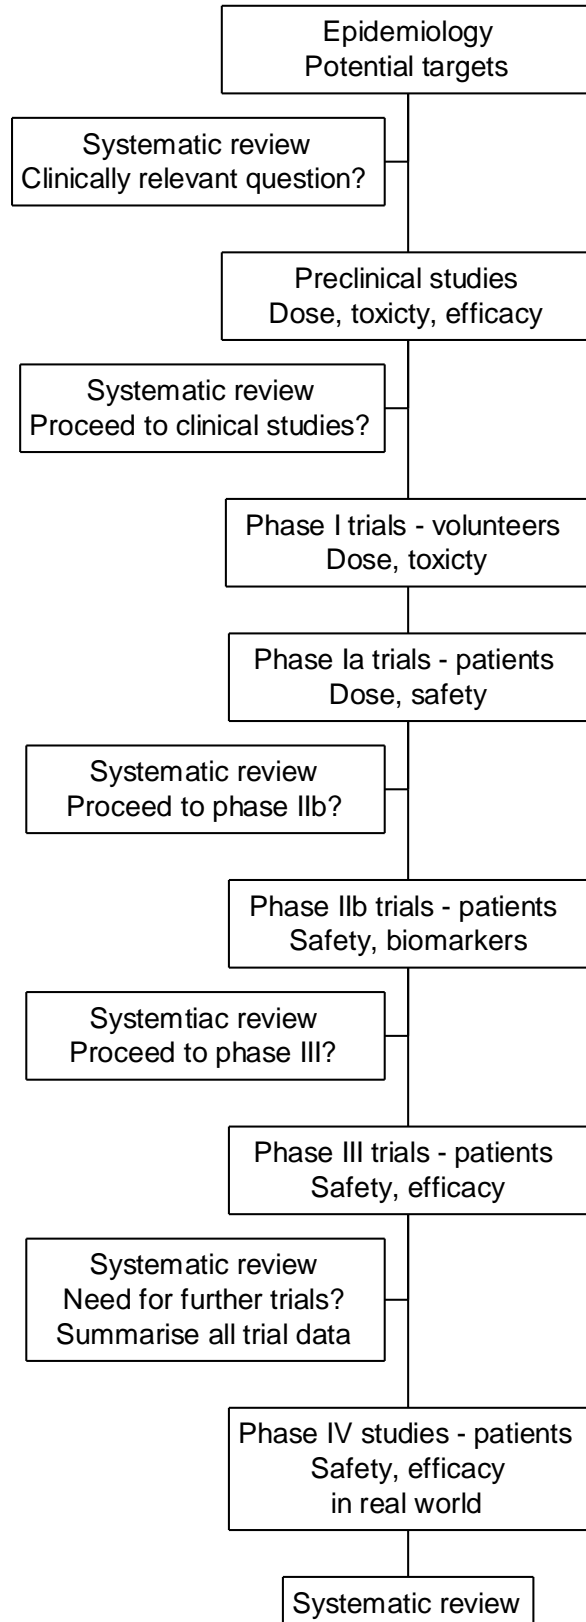 Epidemiology
Potential targets
Systematic review
Clinically relevant question?
Preclinical studies
Dose, toxicty, efficacy
Systematic review
Proceed to clinical studies?
Phase I trials - volunteers
Dose, toxicty
Phase Ia trials - patients
Dose, safety
Systematic review
Proceed to phase IIb?
Phase IIb trials - patients
Safety, biomarkers
Systemtiac review
Proceed to phase III?
Phase III trials - patients
Safety, efficacy
Systematic review
Need for further trials?
Summarise all trial data
Phase IV studies - patients
Safety, efficacy
in real world
Systematic review